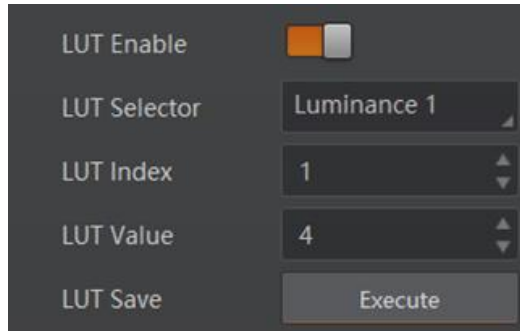 LUT Enable
LUT Selector Luminance 1
LUT Index 1
LUT Value 4
LUT Save Execute